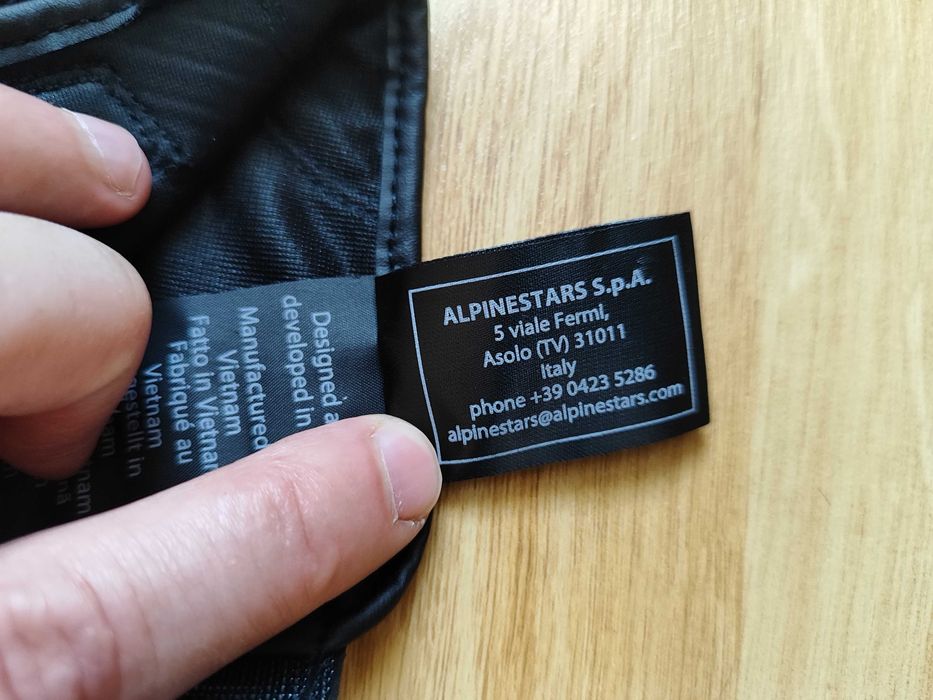 ALPINESTARS S.p.A.
5 viale Fermi,
Asolo (TV) 31011
Italy
phone +39 0423 5286
alpinestars@alpinestars.com
Designed
developed in
Manufactured
Vietnam
Fatto in Vietnam
Fabriqué au
Vietnam
in